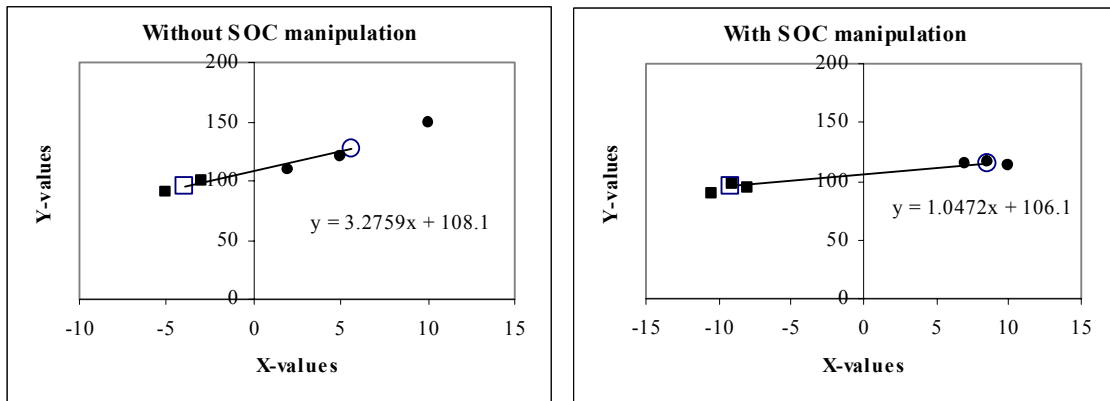 Without SOC manipulation
200
150
100
50
0
-10 -5 0 5 10 15
X-values
Y-values
y = 3.2759x + 108.1
With SOC manipulation
200
150
100
50
0
-15 -10 -5 0 5 10 15
X-values
Y-values
y = 1.0472x + 106.1